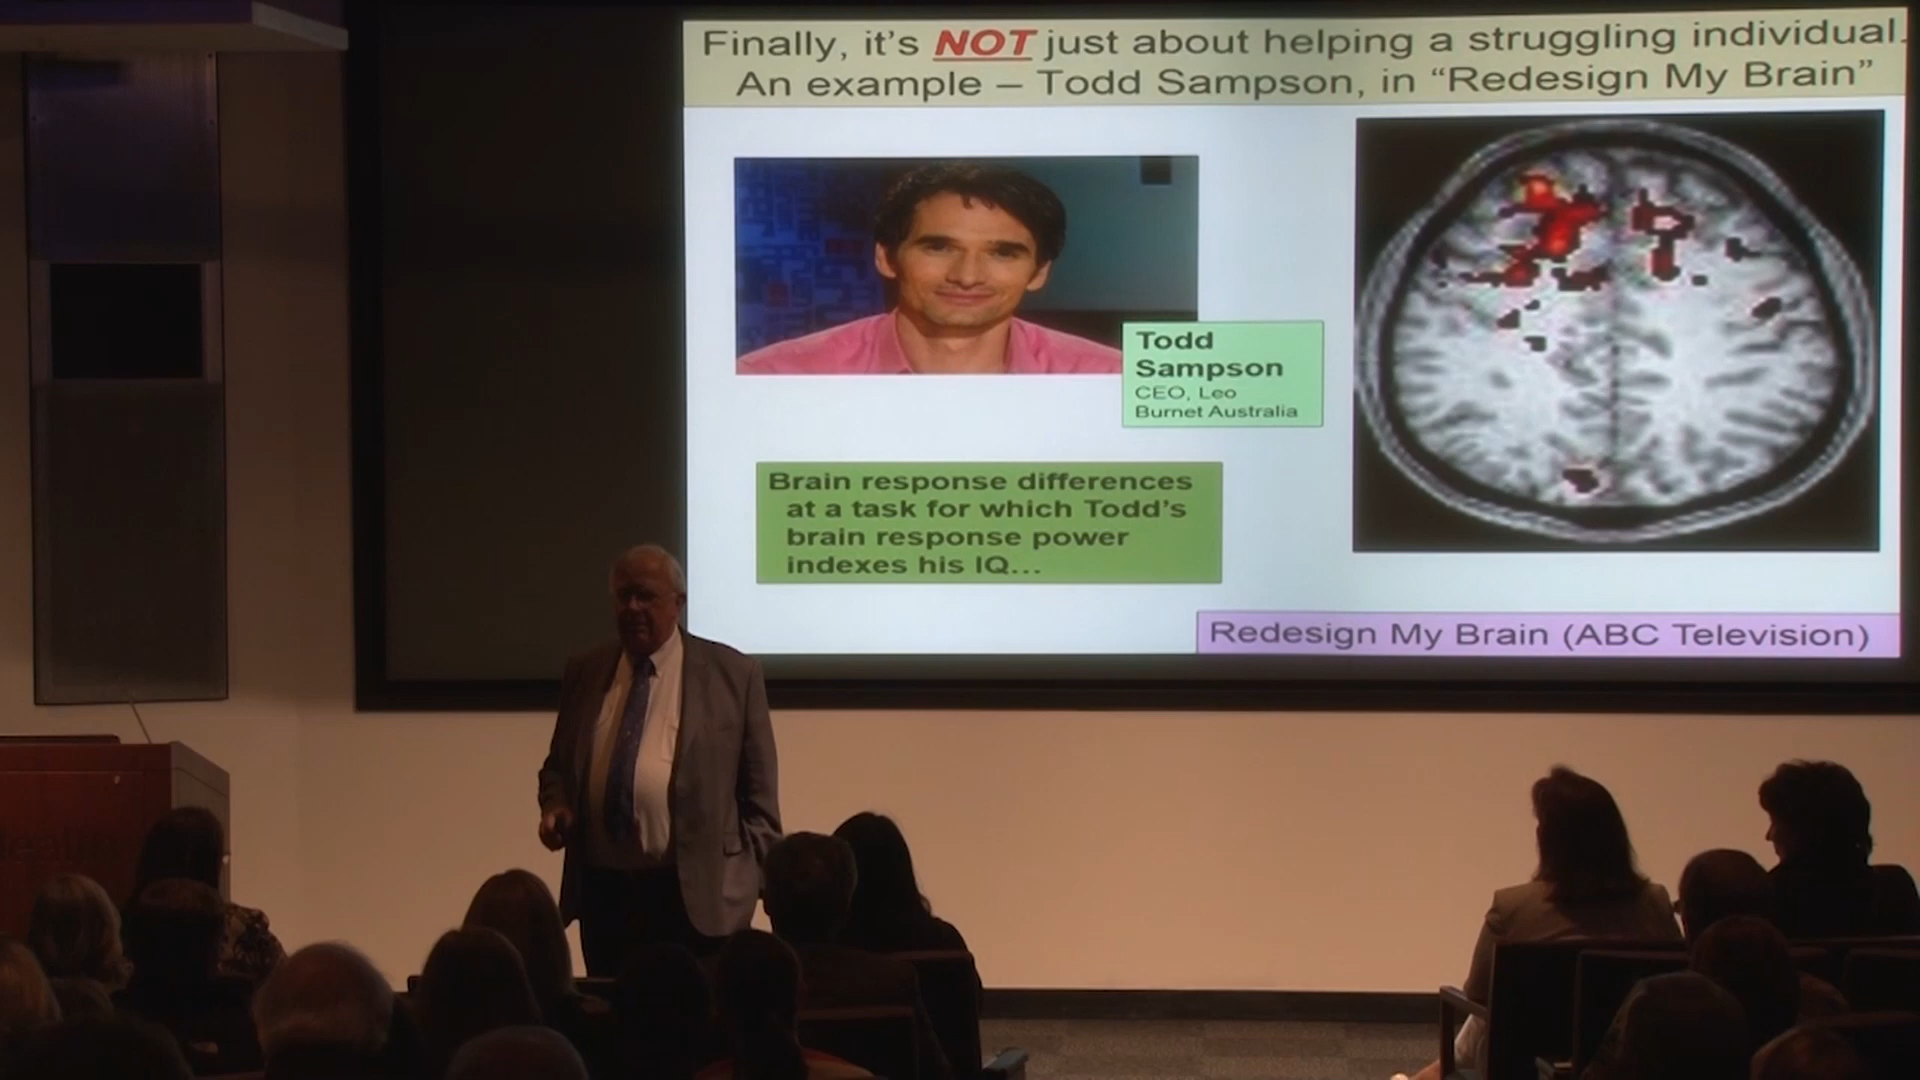 Finally, it's NOT just about helping a struggling individual.
An example – Todd Sampson, in “Redesign My Brain”
Todd
Sampson
CEO, Leo
Burnet Australia
Brain response differences
at a task for which Todd's
brain response power
indexes his IQ...
Redesign My Brain (ABC Television)